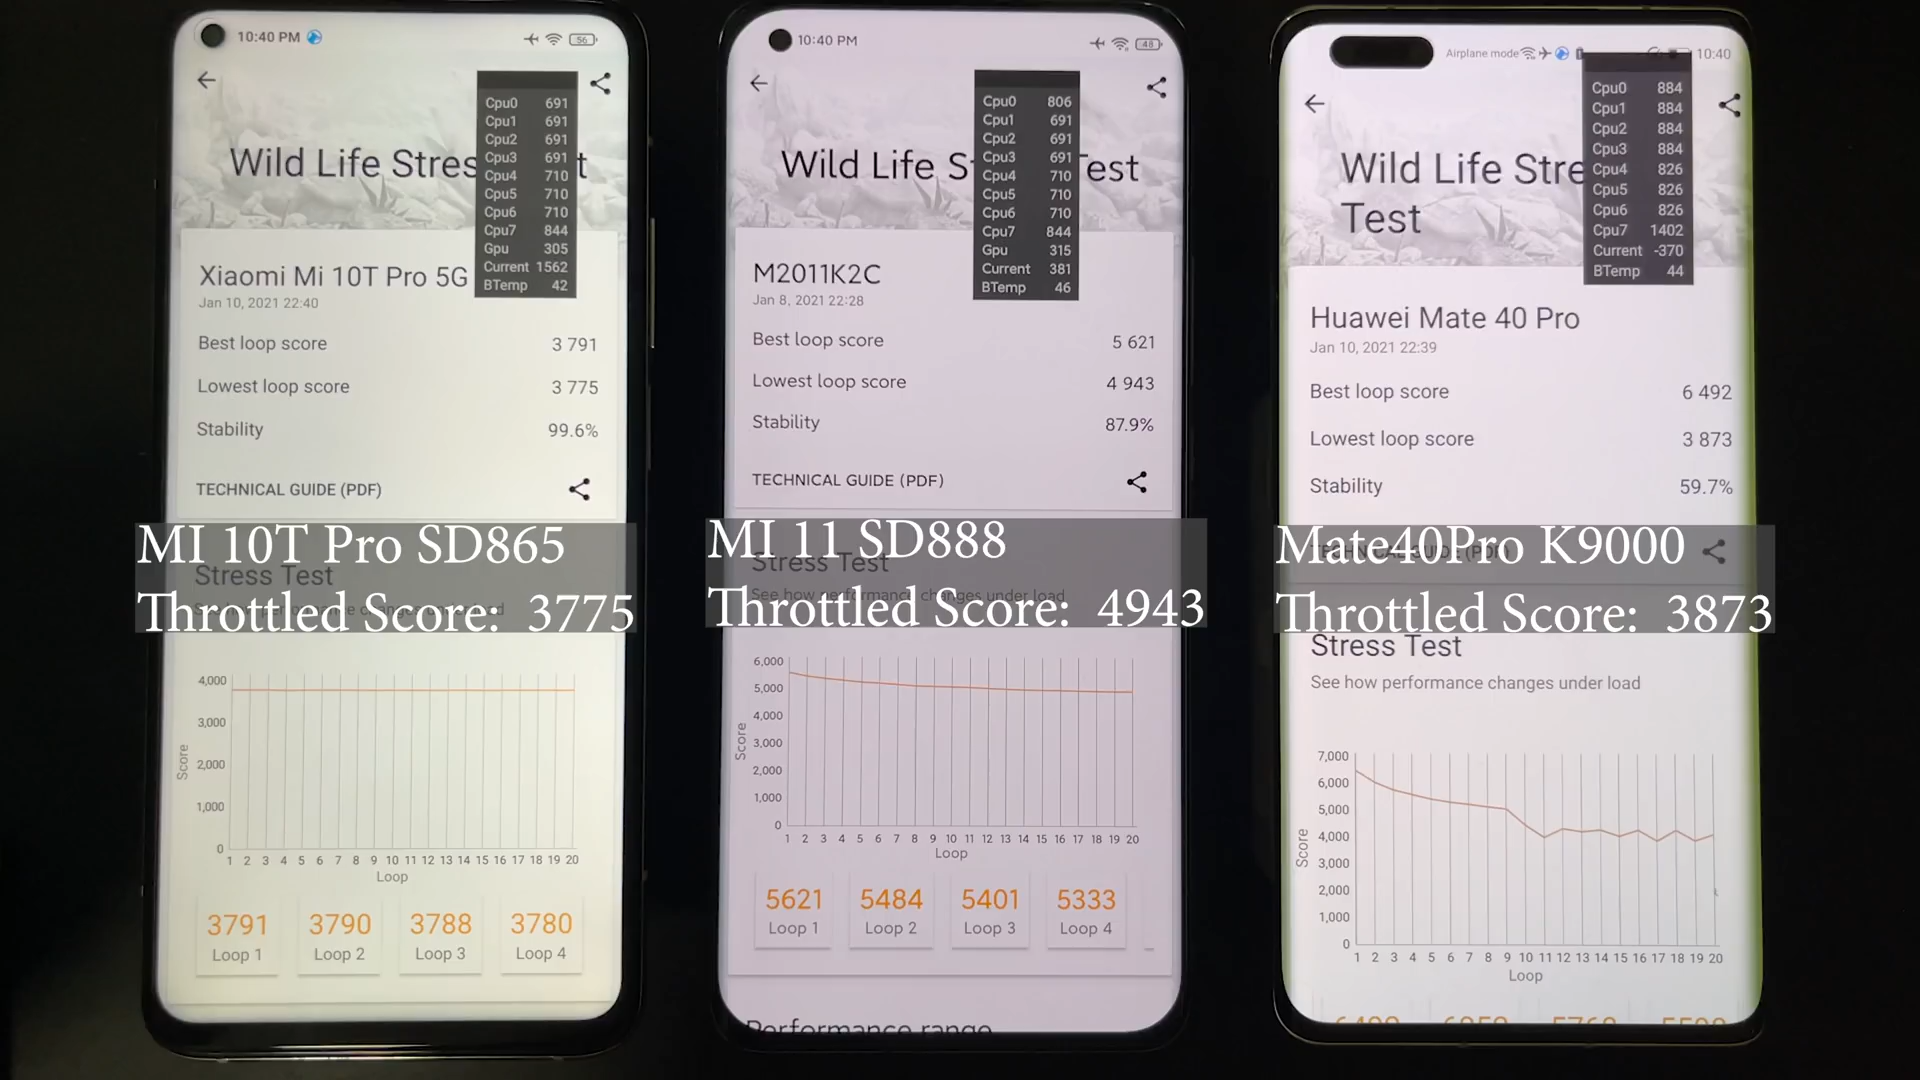 10:40 PM
56
Cpu0 691
Cpu1 691
Cpu2 691
Cpu3 691
Cpu4 710
Cpu5 710
Cpu6 710
Cpu7 844
Gpu 305
Current 1562
BTemp 42
Wild Life Stres t
Xiaomi Mi 10T Pro 5G
Jan 10, 2021 22:40
Best loop score 3 791
Lowest loop score 3 775
Stability 99.6%
TECHNICAL GUIDE (PDF)
MI 10T Pro SD865
Stress Test
Throttled Score: 3775
4,000
3,000
2,000
1,000
0
Score
1 2 3 4 5 6 7 8 9 10 11 12 13 14 15 16 17 18 19 20
Loop
3791 3790 3788 3780
Loop 1 Loop 2 Loop 3 Loop 4
10:40 PM
48
Cpu0 806
Cpu1 691
Cpu2 691
Cpu3 691
Cpu4 710
Cpu5 710
Cpu6 710
Cpu7 844
Gpu 315
Current 381
BTemp 46
Wild Life S Test
M2011K2C
Jan 8, 2021 22:28
Best loop score 5 621
Lowest loop score 4 943
Stability 87.9%
TECHNICAL GUIDE (PDF)
MI 11 SD888
Stress Test
See how performance changes under load
Throttled Score: 4943
6,000
5,000
4,000
3,000
2,000
1,000
0
Score
1 2 3 4 5 6 7 8 9 10 11 12 13 14 15 16 17 18 19 20
Loop
5621 5484 5401 5333
Loop 1 Loop 2 Loop 3 Loop 4
Performance range
Airplane mode 10:40
Cpu0 884
Cpu1 884
Cpu2 884
Cpu3 884
Cpu4 826
Cpu5 826
Cpu6 826
Cpu7 1402
Current -370
BTemp 44
Wild Life Stre
Test
Huawei Mate 40 Pro
Jan 10, 2021 22:39
Best loop score 6 492
Lowest loop score 3 873
Stability 59.7%
Mate40Pro K9000
Throttled Score: 3873
Stress Test
See how performance changes under load
7,000
6,000
5,000
4,000
3,000
2,000
1,000
0
Score
1 2 3 4 5 6 7 8 9 10 11 12 13 14 15 16 17 18 19 20
Loop